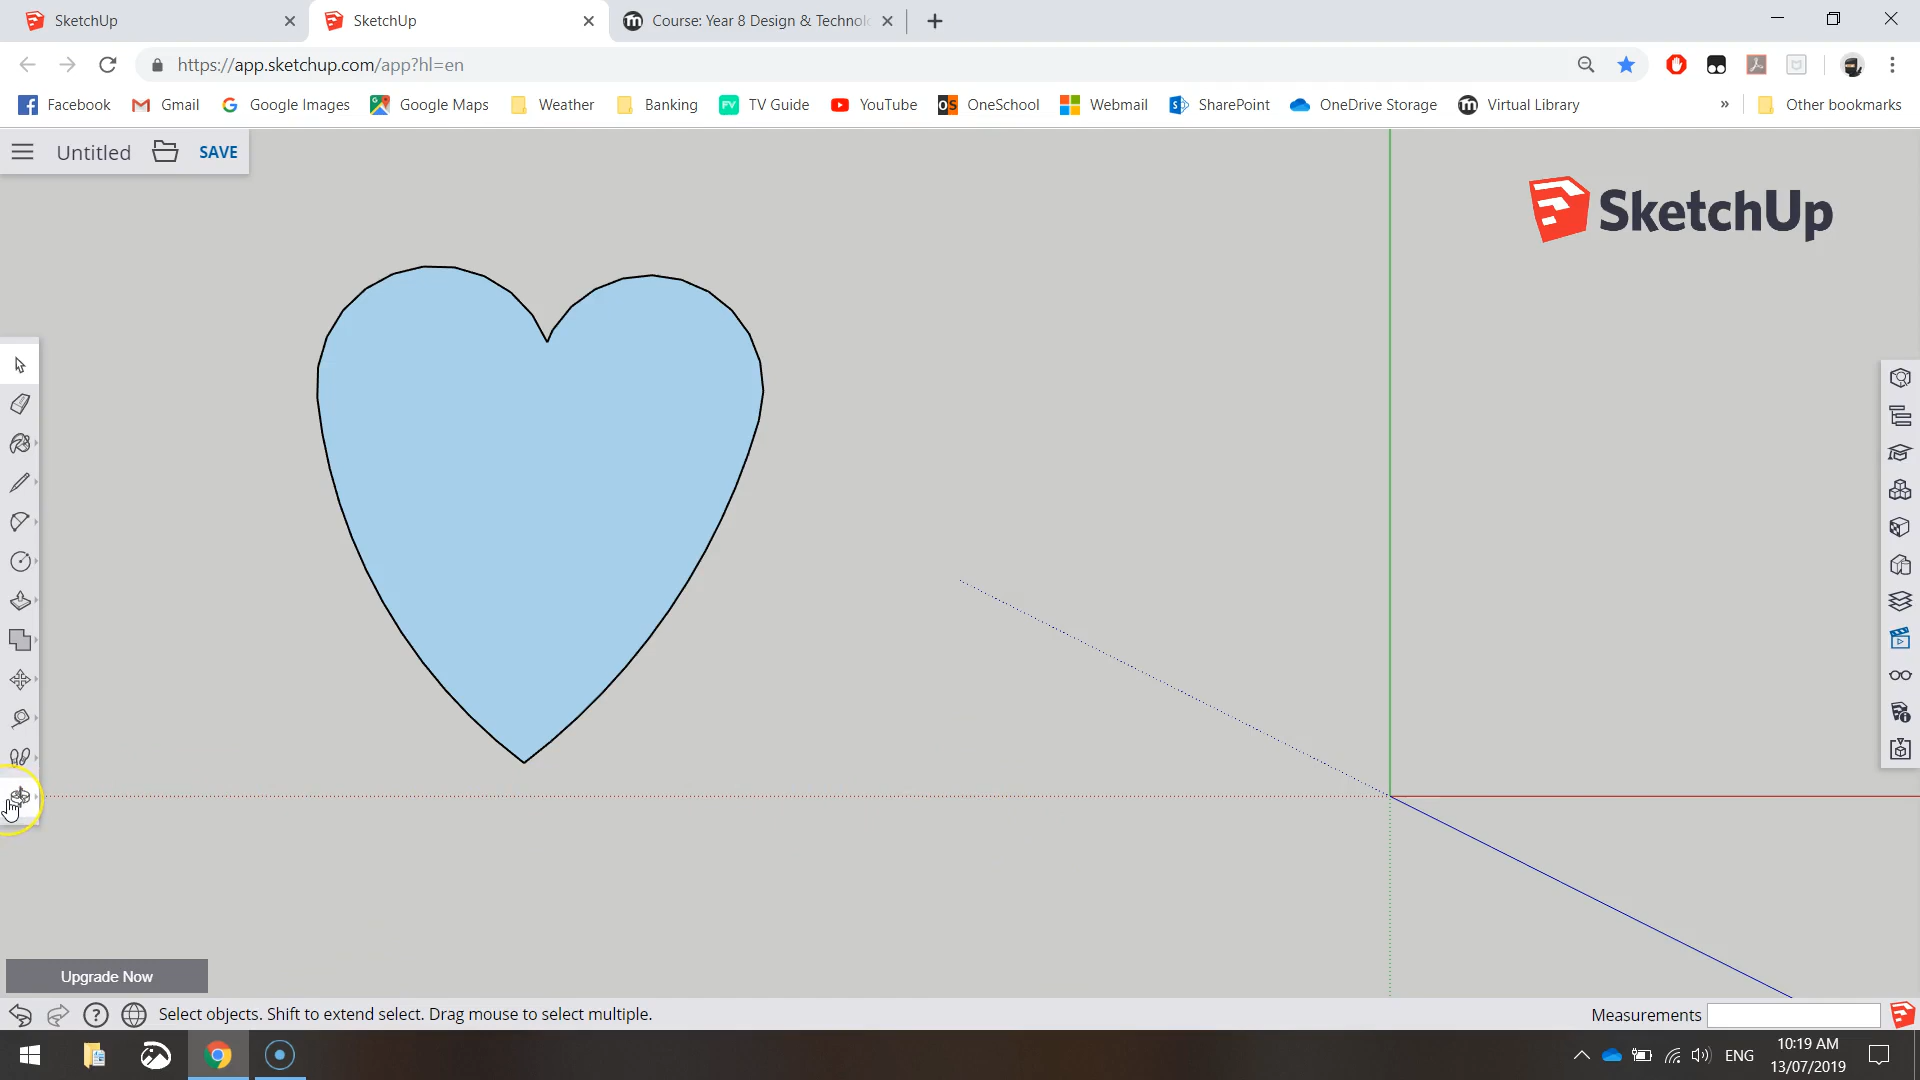 SketchUp
SketchUp
Course: Year 8 Design & Technol
https://app.sketchup.com/app?hl=en
Facebook Gmail Google Images Google Maps Weather Banking TV Guide YouTube OneSchool Webmail SharePoint OneDrive Storage Virtual Library » Other bookmarks
Untitled SAVE
SketchUp
Upgrade Now
Select objects. Shift to extend select. Drag mouse to select multiple.
Measurements
ENG
10:19 AM
13/07/2019